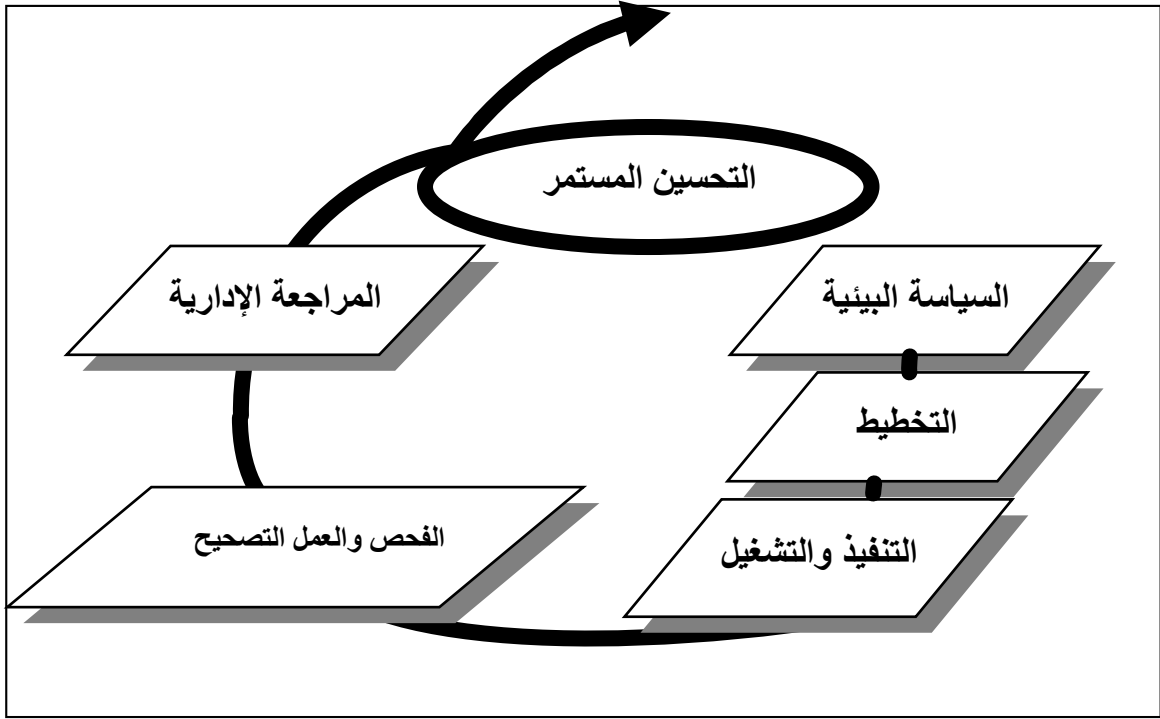 التحسين المستمر
السياسة البيئية
المراجعة الإدارية
التخطيط
التنفيذ والتشغيل
الفحص والعمل التصحيح